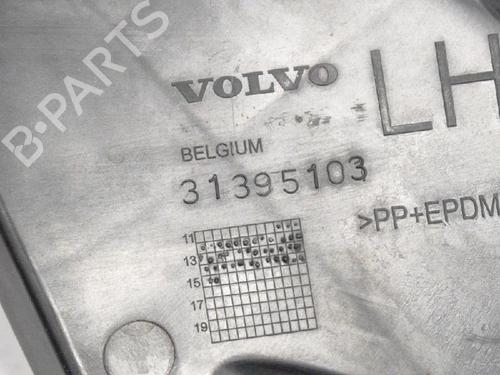 B-PARTS
VOLVO
LH
BELGIUM
31395103
>PP+EPDM
11
13
15
17
19